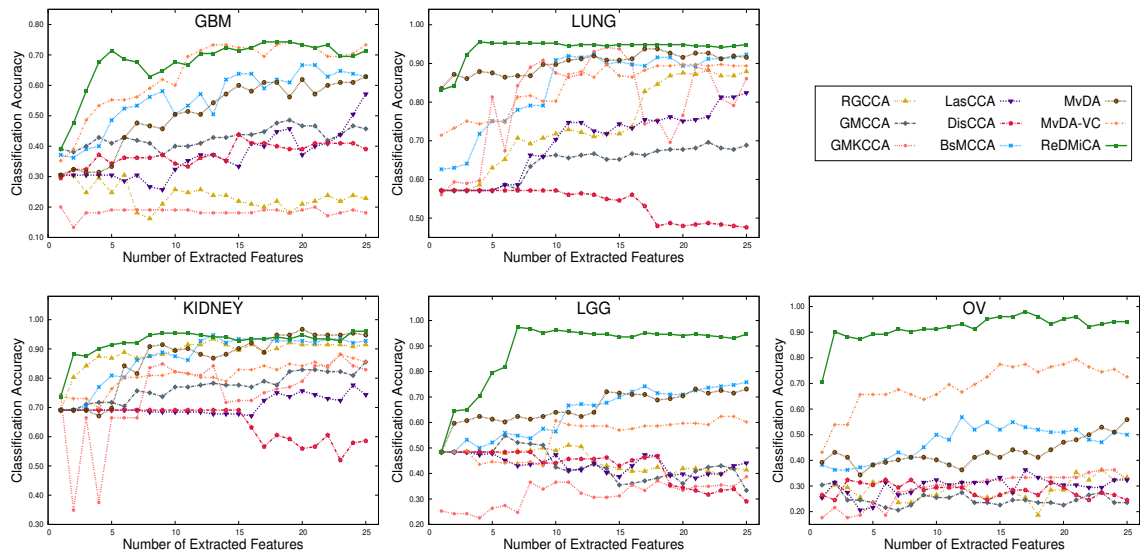 GBM
Classification Accuracy
0.70
0.60
0.50
0.40
0.30
0.20
0.10
0
5
10
15
20
25
Number of Extracted Features
LUNG
Classification Accuracy
1.00
0.90
0.80
0.70
0.60
0.50
0
5
10
15
20
25
Number of Extracted Features
RGCCA
GMCCA
GMKCCA
LasCCA
DisCCA
BsMCCA
MvDA
MvDA-VC
ReDMiCA
KIDNEY
Classification Accuracy
1.00
0.90
0.80
0.70
0.60
0.50
0.40
0.30
0
5
10
15
20
25
Number of Extracted Features
LGG
Classification Accuracy
1.00
0.90
0.80
0.70
0.60
0.50
0.40
0.30
0.20
0
5
10
15
20
25
Number of Extracted Features
OV
Classification Accuracy
1.00
0.90
0.80
0.70
0.60
0.50
0.40
0.30
0.20
0
5
10
15
20
25
Number of Extracted Features